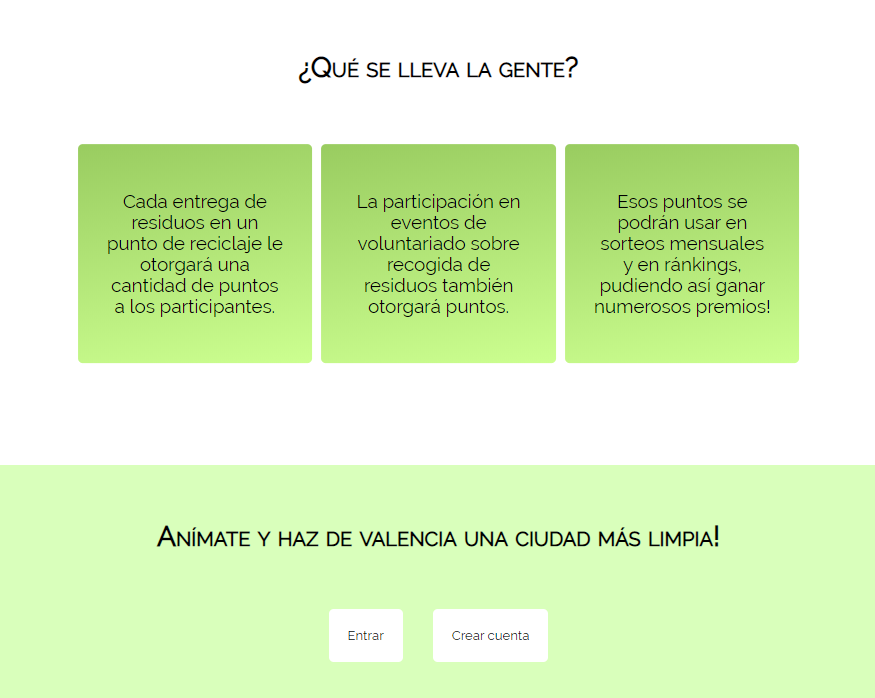 ¿Qué se lleva la gente?
Cada entrega de
residuos en un
punto de reciclaje le
otorgará una
cantidad de puntos
a los participantes.
La participación en
eventos de
voluntariado sobre
recogida de
residuos también
otorgará puntos.
Esos puntos se
podrán usar en
sorteos mensuales
y en ránkings,
pudiendo así ganar
numerosos premios!
Anímate y haz de valencia una ciudad más limpia!
Entrar
Crear cuenta